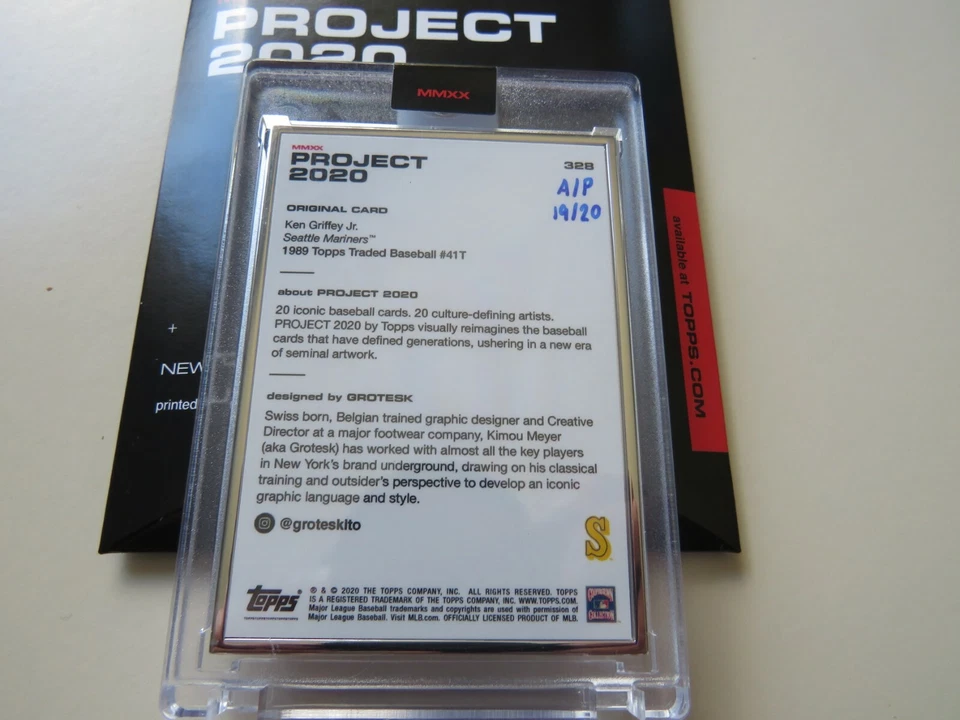 PROJECT
2020
MMXX
MMXX
PROJECT
2020
328
A/P
19/20
ORIGINAL CARD
Ken Griffey Jr.
Seattle Mariners™
1989 Topps Traded Baseball #41T
about PROJECT 2020
20 iconic baseball cards. 20 culture-defining artists.
PROJECT 2020 by Topps visually reimagines the baseball
cards that have defined generations, ushering in a new era
of seminal artwork.
designed by GROTESK
Swiss born, Belgian trained graphic designer and Creative
Director at a major footwear company, Kimou Meyer
(aka Grotesk) has worked with almost all the key players
in New York's brand underground, drawing on his classical
training and outsider's perspective to develop an iconic
graphic language and style.
@groteskito
S
topps
® & © 2020 THE TOPPS COMPANY, INC. ALL RIGHTS RESERVED. TOPPS
IS A REGISTERED TRADEMARK OF THE TOPPS COMPANY, INC. WWW.TOPPS.COM.
Major League Baseball trademarks and copyrights are used with permission of
Major League Baseball. Visit MLB.com. OFFICIALLY LICENSED PRODUCT OF MLB.
+
NEW
printed
available at TOPPS.COM